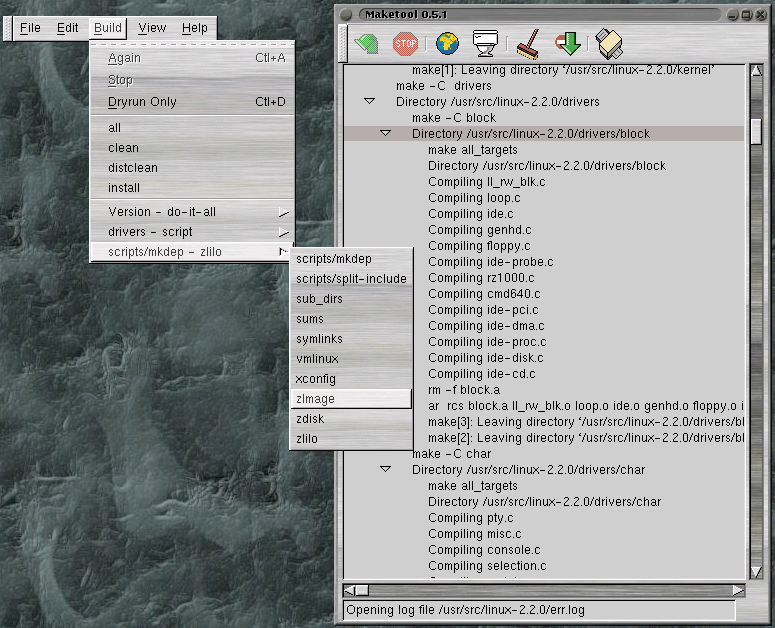 File Edit Build View Help
Again Ctl+A
Stop
Dryrun Only Ctl+D
all
clean
distclean
install
Version - do-it-all
drivers - script
scripts/mkdep - zlilo
scripts/mkdep
scripts/split-include
sub_dirs
sums
symlinks
vmlinux
xconfig
zImage
zdisk
zlilo
Maketool 0.5.1
STOP
make[1]: Leaving directory ‘/usr/src/linux-2.2.0/kernel’
make -C drivers
Directory /usr/src/linux-2.2.0/drivers
make -C block
Directory /usr/src/linux-2.2.0/drivers/block
make all_targets
Directory /usr/src/linux-2.2.0/drivers/block
Compiling ll_rw_blk.c
Compiling loop.c
Compiling ide.c
Compiling genhd.c
Compiling floppy.c
Compiling ide-probe.c
Compiling rz1000.c
Compiling cmd640.c
Compiling ide-pci.c
Compiling ide-dma.c
Compiling ide-proc.c
Compiling ide-disk.c
Compiling ide-cd.c
rm -f block.a
ar rcs block.a ll_rw_blk.o loop.o ide.o genhd.o floppy.o i
make[3]: Leaving directory ‘/usr/src/linux-2.2.0/drivers/bl
make[2]: Leaving directory ‘/usr/src/linux-2.2.0/drivers/bl
make -C char
Directory /usr/src/linux-2.2.0/drivers/char
make all_targets
Directory /usr/src/linux-2.2.0/drivers/char
Compiling pty.c
Compiling misc.c
Compiling console.c
Compiling selection.c
Opening log file /usr/src/linux-2.2.0/err.log